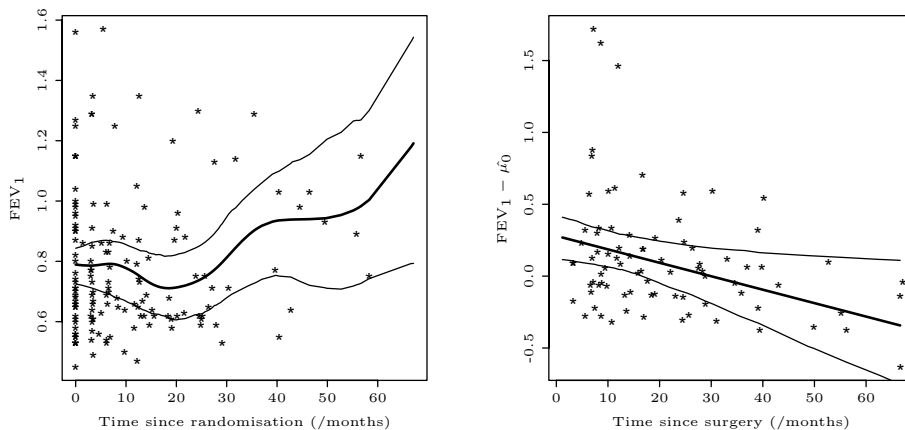 FEV1
1.6
1.4
1.2
1.0
0.8
0.6
0 10 20 30 40 50 60
Time since randomisation (/months)
FEV1 − μ̂0
1.5
1.0
0.5
0.0
-0.5
0 10 20 30 40 50 60
Time since surgery (/months)